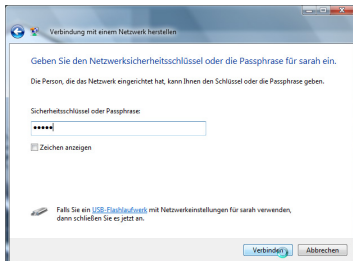 Verbindung mit einem Netzwerk herstellen
Geben Sie den Netzwerksicherheitsschlüssel oder die Passphrase für sarah ein.
Die Person, die das Netzwerk eingerichtet hat, kann Ihnen den Schlüssel oder die Passphrase geben.
Sicherheitsschlüssel oder Passphrase:
•••••
Zeichen anzeigen
Falls Sie ein USB-Flashlaufwerk mit Netzwerkeinstellungen für sarah verwenden,
dann schließen Sie es jetzt an.
Verbinden Abbrechen